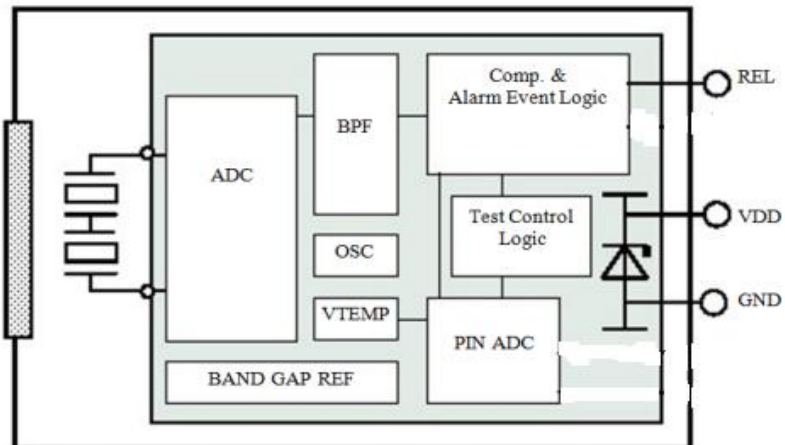 Comp. &
Alarm Event Logic
REL
BPF
ADC
Test Control
Logic
VDD
OSC
VTEMP
GND
PIN ADC
BAND GAP REF